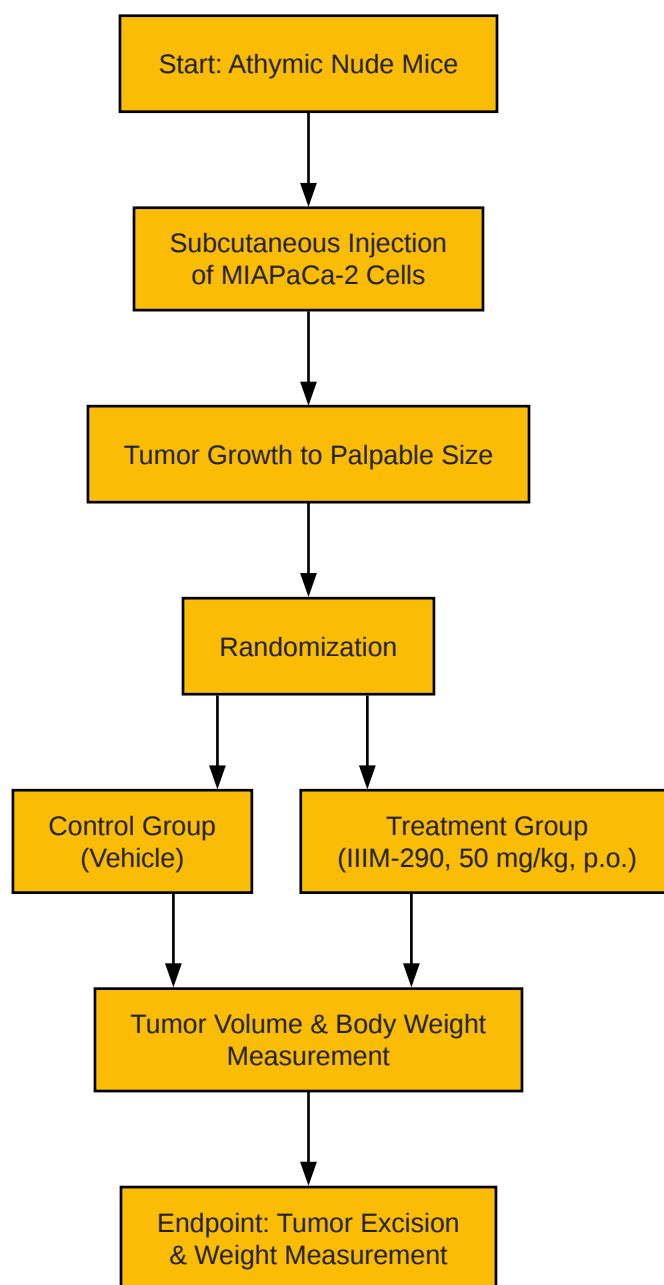 Start: Athymic Nude Mice
Subcutaneous Injection
of MIAPaCa-2 Cells
Tumor Growth to Palpable Size
Randomization
Control Group
(Vehicle)
Treatment Group
(IIIM-290, 50 mg/kg, p.o.)
Tumor Volume & Body Weight
Measurement
Endpoint: Tumor Excision
& Weight Measurement